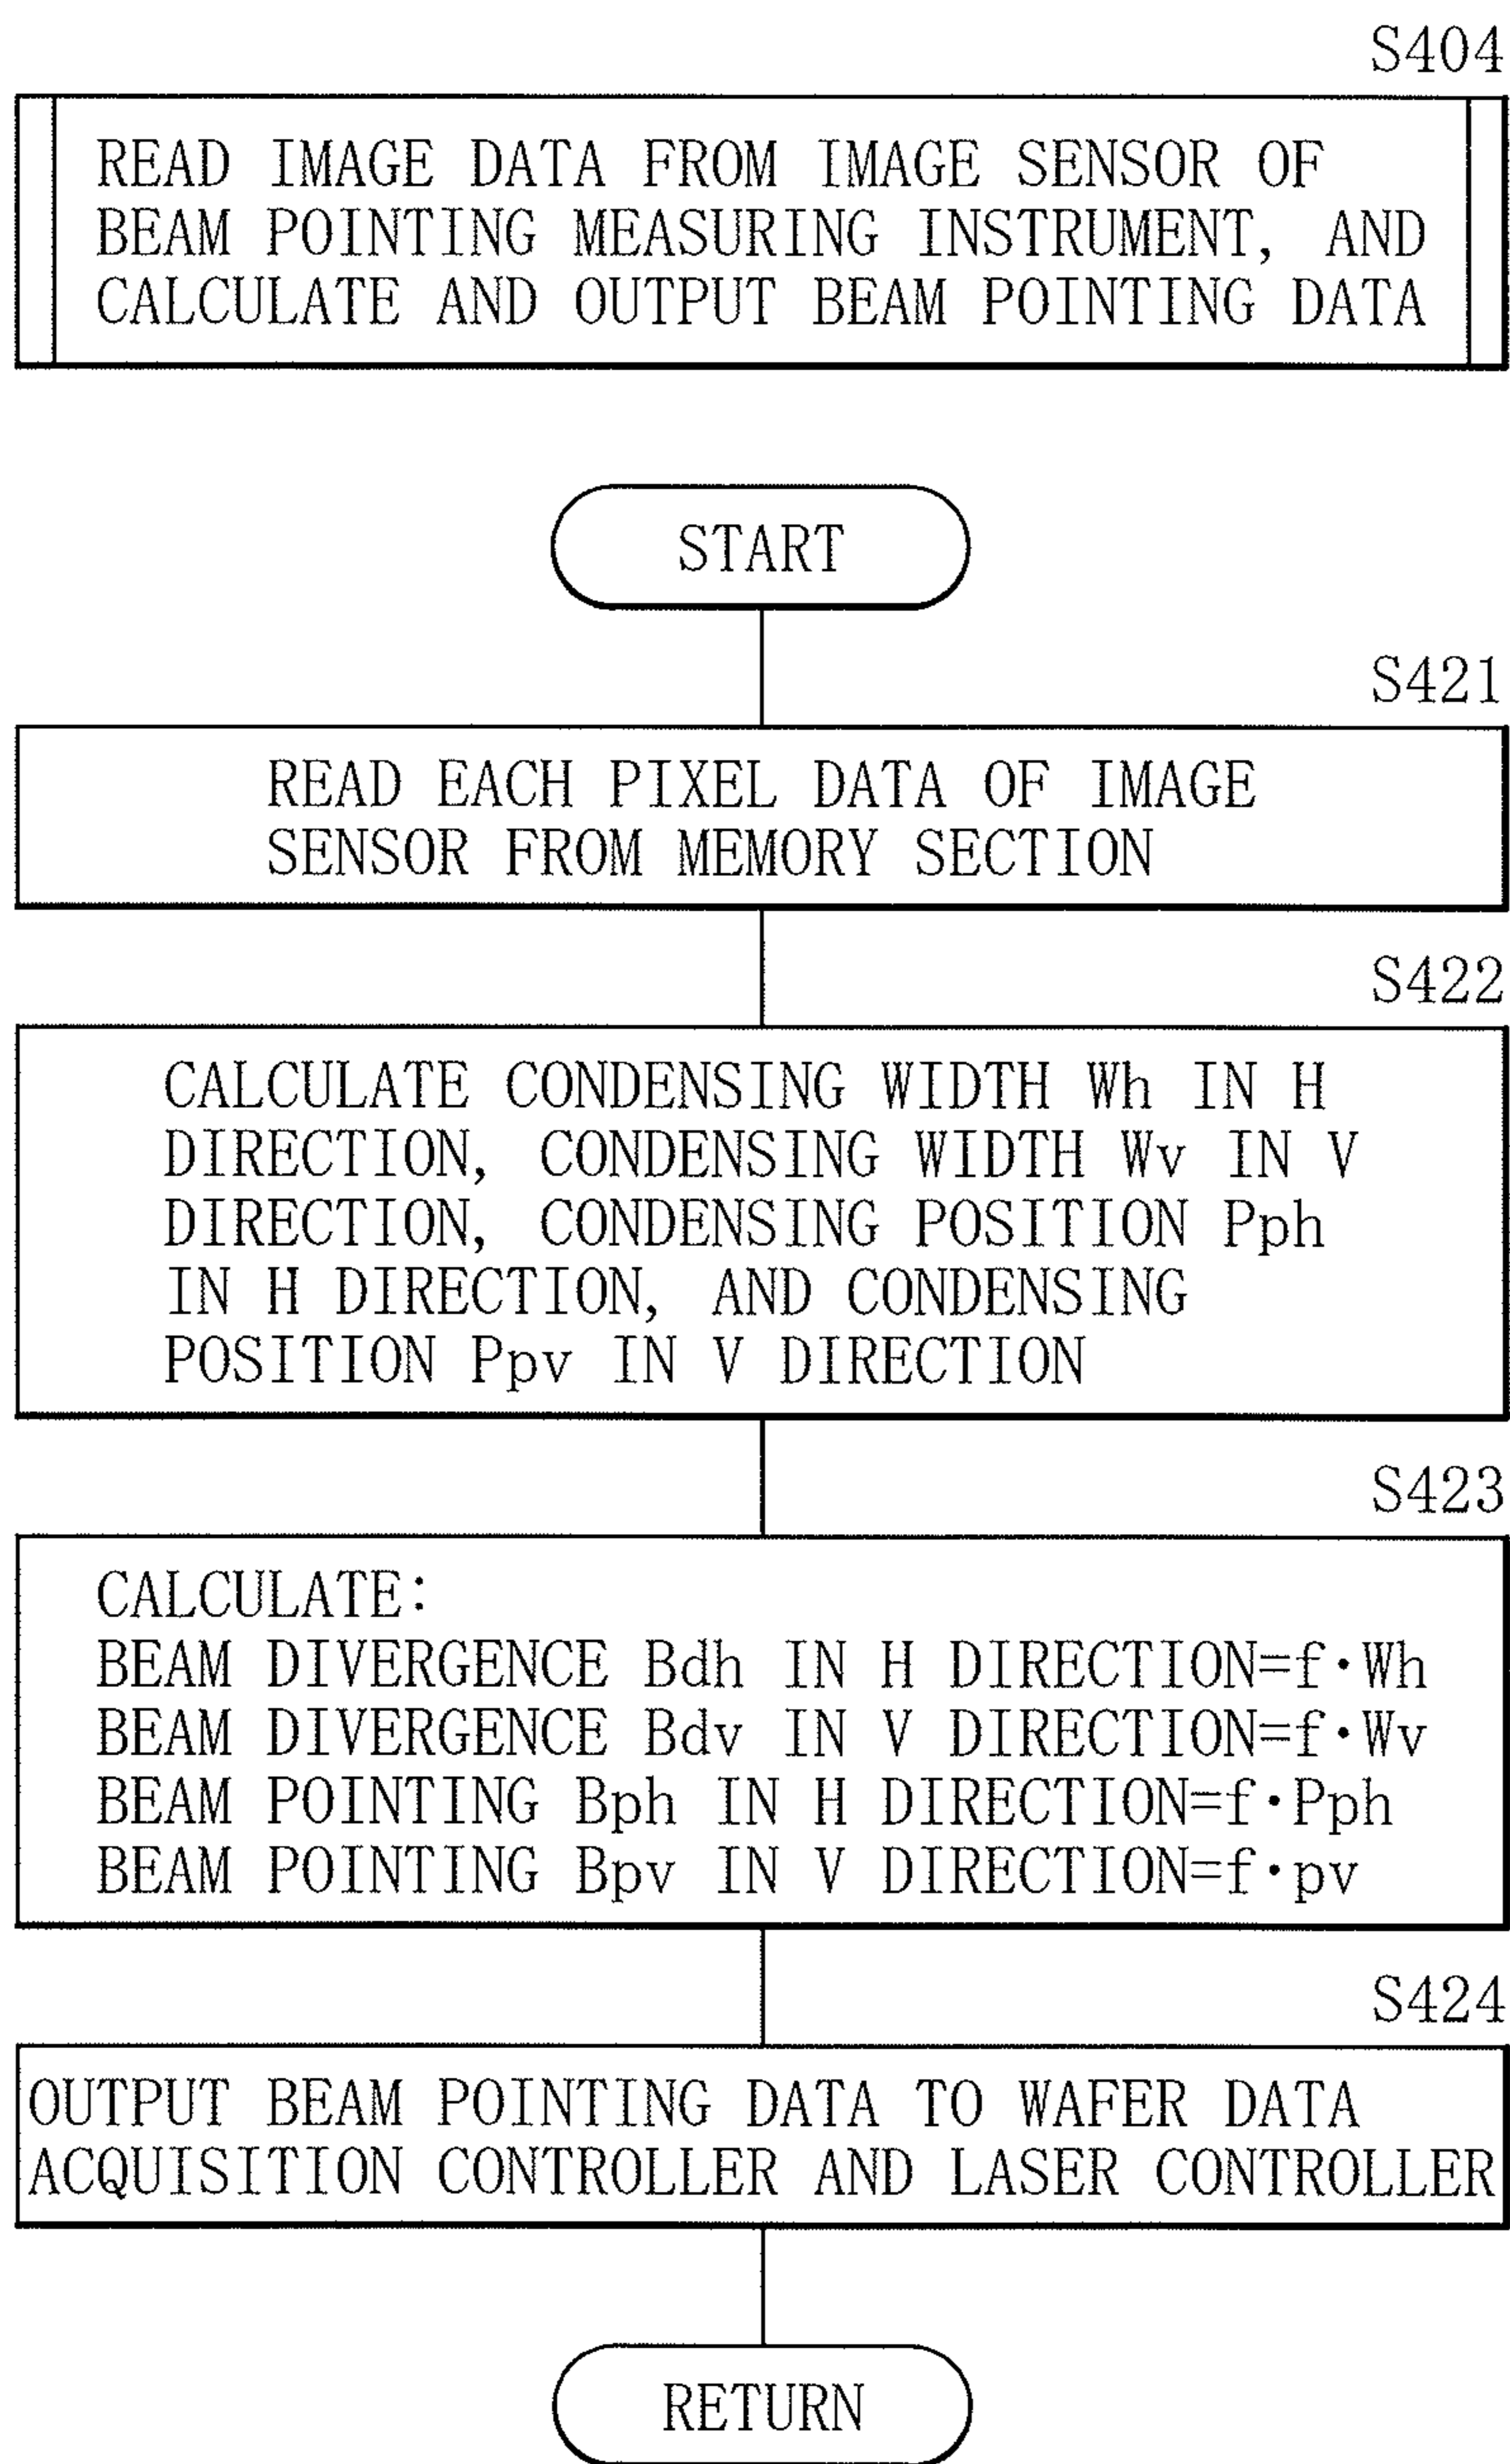 S404
READ IMAGE DATA FROM IMAGE SENSOR OF
BEAM POINTING MEASURING INSTRUMENT, AND
CALCULATE AND OUTPUT BEAM POINTING DATA
START
S421
READ EACH PIXEL DATA OF IMAGE
SENSOR FROM MEMORY SECTION
S422
CALCULATE CONDENSING WIDTH Wh IN H
DIRECTION, CONDENSING WIDTH Wv IN V
DIRECTION, CONDENSING POSITION Pph
IN H DIRECTION, AND CONDENSING
POSITION Ppv IN V DIRECTION
S423
CALCULATE:
BEAM DIVERGENCE Bdh IN H DIRECTION=f·Wh
BEAM DIVERGENCE Bdv IN V DIRECTION=f·Wv
BEAM POINTING Bph IN H DIRECTION=f·Pph
BEAM POINTING Bpv IN V DIRECTION=f·pv
S424
OUTPUT BEAM POINTING DATA TO WAFER DATA
ACQUISITION CONTROLLER AND LASER CONTROLLER
RETURN